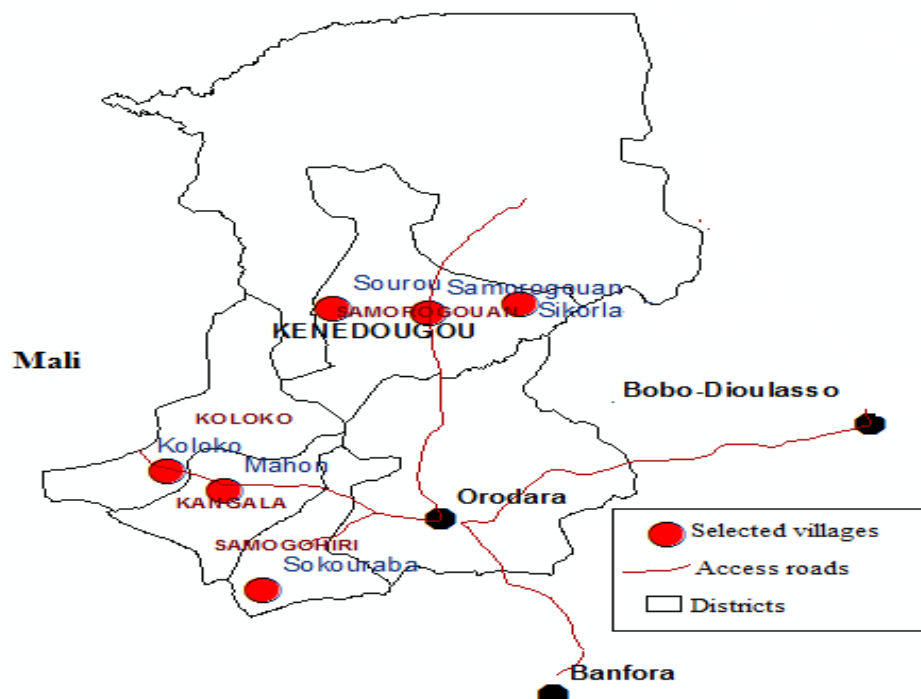 Sourou
Samorogouan
SAMOROGOUAN
Sikorla
KENEDOUGOU
Mali
Bobo-Dioulasso
KOLOKO
Koloko
Mahon
KANGALA
Orodara
SAMOGOHIRI
Sokouraba
Selected villages
Access roads
Districts
Banfora